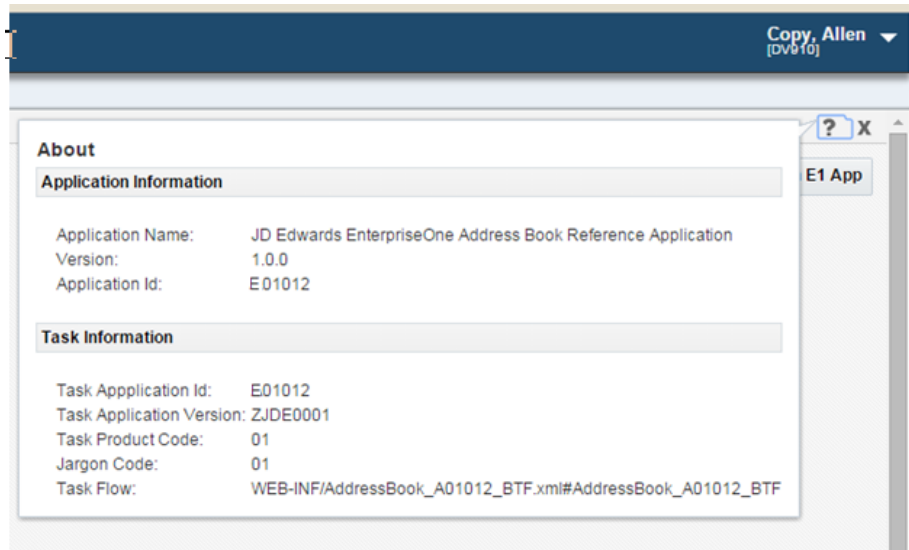 Copy, Allen
[DV910]
? X
About
Application Information
E1 App
Application Name: JD Edwards EnterpriseOne Address Book Reference Application
Version: 1.0.0
Application Id: E01012
Task Information
Task Appplication Id: E01012
Task Application Version: ZJDE0001
Task Product Code: 01
Jargon Code: 01
Task Flow: WEB-INF/AddressBook_A01012_BTF.xml#AddressBook_A01012_BTF